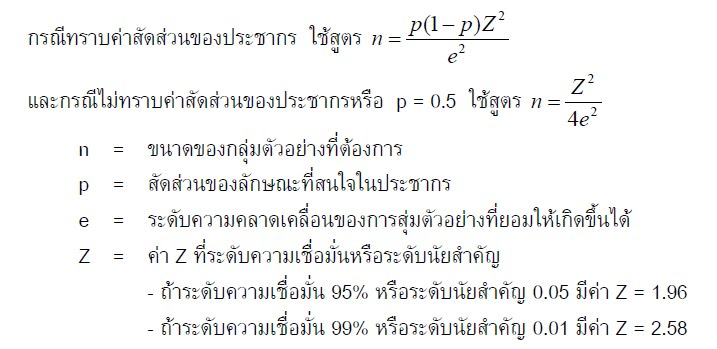 กรณีทราบค่าสัดส่วนของประชากร ใช้สูตร n = p(1−p)Z² / e²
และกรณีไม่ทราบค่าสัดส่วนของประชากรหรือ p = 0.5 ใช้สูตร n = Z² / 4e²
n = ขนาดของกลุ่มตัวอย่างที่ต้องการ
p = สัดส่วนของลักษณะที่สนใจในประชากร
e = ระดับความคลาดเคลื่อนของการสุ่มตัวอย่างที่ยอมให้เกิดขึ้นได้
Z = ค่า Z ที่ระดับความเชื่อมั่นหรือระดับนัยสำคัญ
- ถ้าระดับความเชื่อมั่น 95% หรือระดับนัยสำคัญ 0.05 มีค่า Z = 1.96
- ถ้าระดับความเชื่อมั่น 99% หรือระดับนัยสำคัญ 0.01 มีค่า Z = 2.58